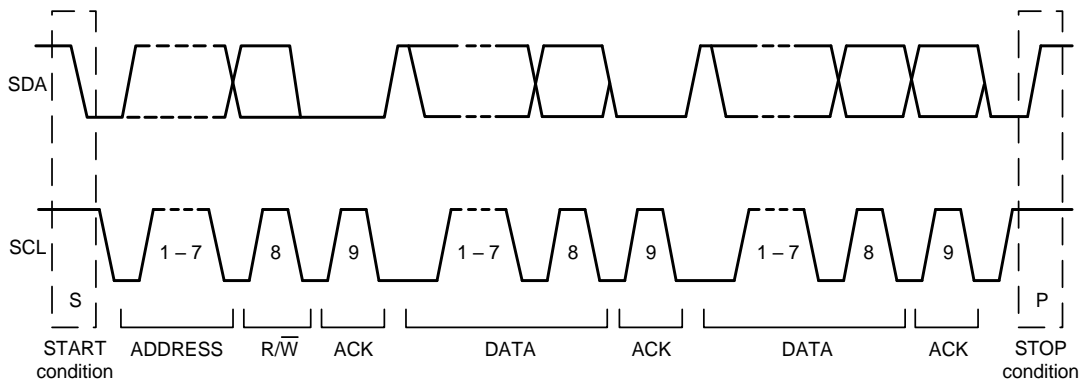 SDA
SCL
1 – 7
8
9
1 – 7
8
9
1 – 7
8
9
S
P
START
condition
ADDRESS
R/W̅
ACK
DATA
ACK
DATA
ACK
STOP
condition